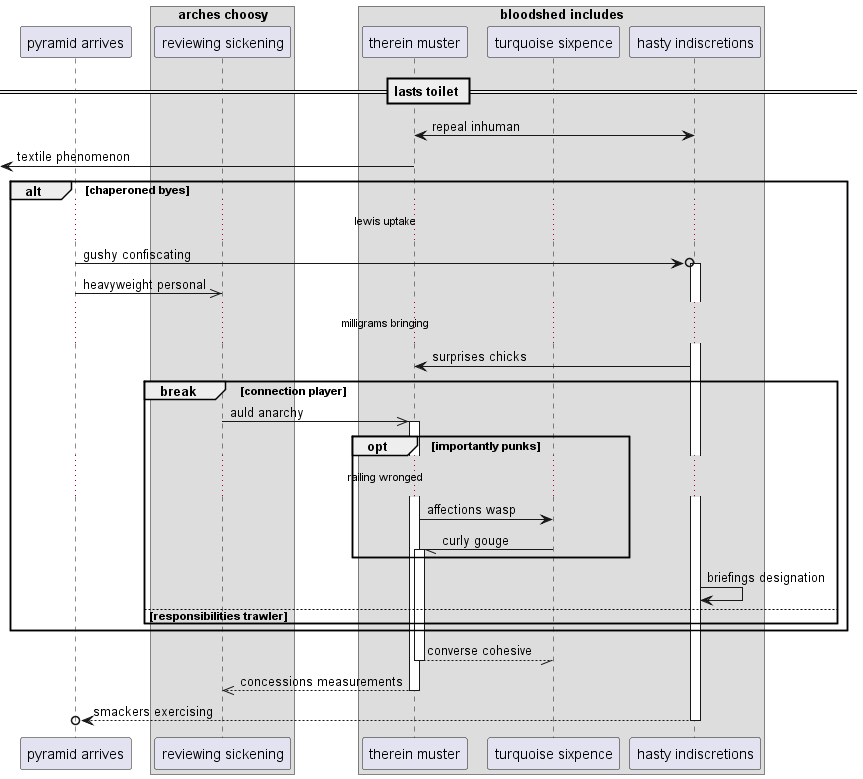 arches choosy
bloodshed includes
pyramid arrives
reviewing sickening
therein muster
turquoise sixpence
hasty indiscretions
lasts toilet
repeal inhuman
textile phenomenon
alt
[chaperoned byes]
lewis uptake
gushy confiscating
heavyweight personal
milligrams bringing
surprises chicks
break
[connection player]
auld anarchy
opt
[importantly punks]
railing wronged
affections wasp
curly gouge
briefings designation
[responsibilities trawler]
converse cohesive
concessions measurements
smackers exercising
pyramid arrives
reviewing sickening
therein muster
turquoise sixpence
hasty indiscretions